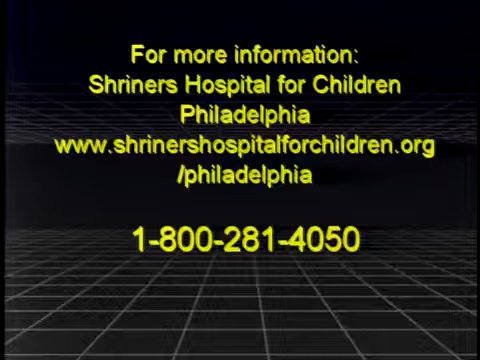 For more information:
Shriners Hospital for Children
Philadelphia
www.shrinershospitalforchildren.org
/philadelphia
1-800-281-4050